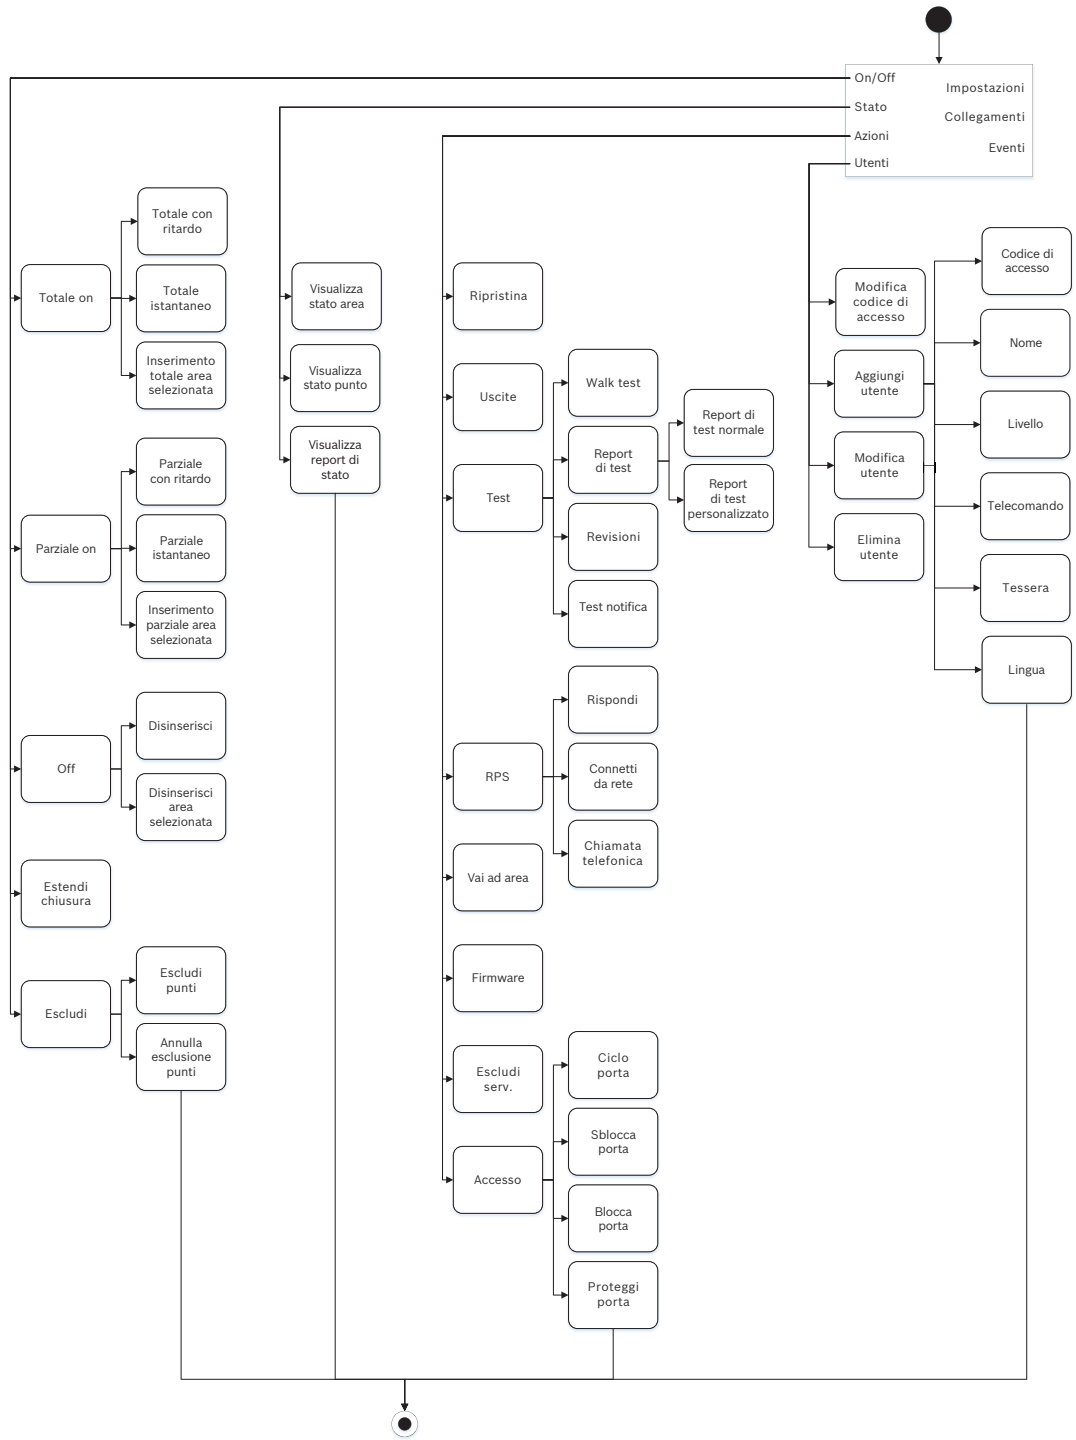 On/Off
Stato
Azioni
Utenti
Impostazioni
Collegamenti
Eventi
Totale on
Totale con
ritardo
Totale
istantaneo
Inserimento
totale area
selezionata
Parziale on
Parziale
con ritardo
Parziale
istantaneo
Inserimento
parziale area
selezionata
Off
Disinserisci
Disinserisci
area
selezionata
Estendi
chiusura
Escludi
Escludi
punti
Annulla
esclusione
punti
Visualizza
stato area
Visualizza
stato punto
Visualizza
report di
stato
Ripristina
Uscite
Test
Walk test
Report
di test
Report di
test normale
Report
di test
personalizzato
Revisioni
Test notifica
RPS
Rispondi
Connetti
da rete
Chiamata
telefonica
Vai ad area
Firmware
Escludi
serv.
Accesso
Ciclo
porta
Sblocca
porta
Blocca
porta
Proteggi
porta
Modifica
codice di
accesso
Aggiungi
utente
Modifica
utente
Elimina
utente
Codice di
accesso
Nome
Livello
Telecomando
Tessera
Lingua